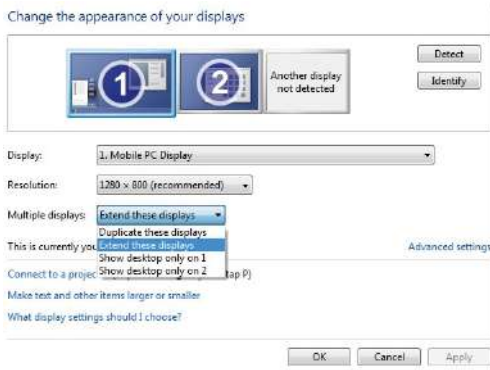 Change the appearance of your displays
1
2
Another display
not detected
Detect
Identify
Display:
1. Mobile PC Display
Resolution:
1280 × 800 (recommended)
Multiple displays:
Extend these displays
Duplicate these displays
This is currently you
Extend these displays
Advanced settings
Show desktop only on 1
Connect to a projec
Show desktop only on 2
tap P)
Make text and other items larger or smaller
What display settings should I choose?
OK
Cancel
Apply